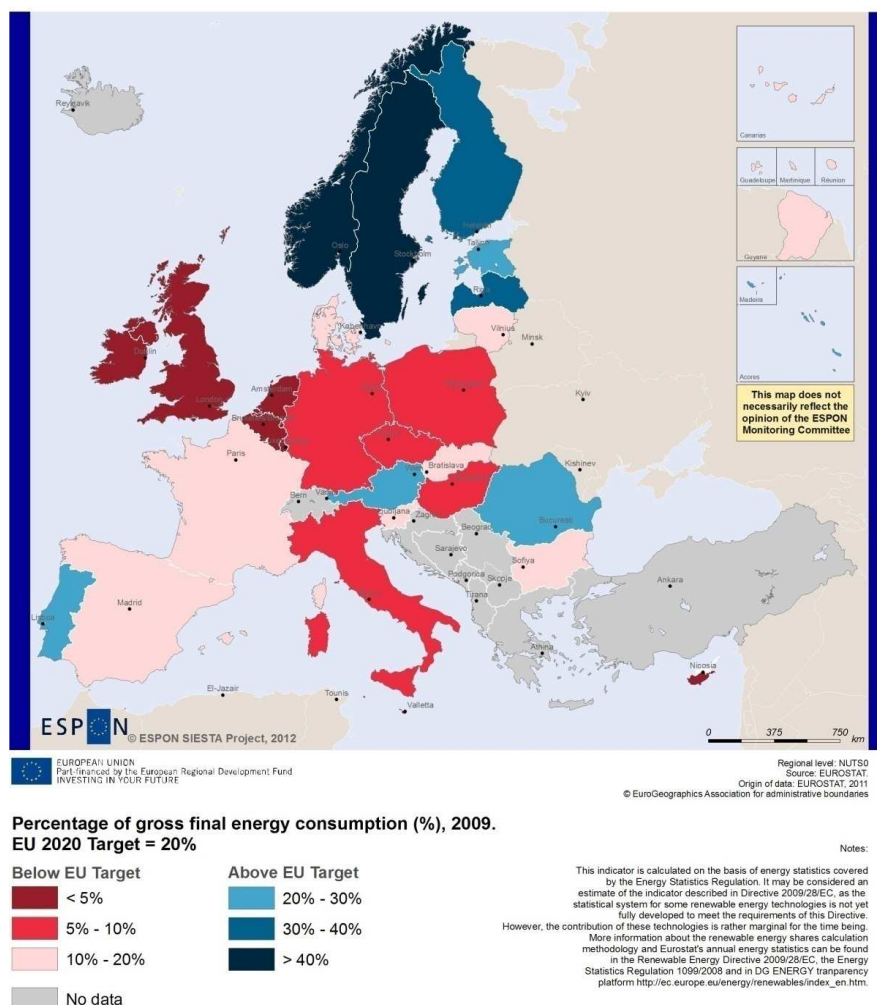 Reykjavik
Canarias
Guadeloupe
Martinique
Réunion
Guyane
Madeira
Acores
This map does not
necessarily reflect the
opinion of the ESPON
Monitoring Committee
Oslo
Stockholm
Helsinki
Tallinn
Riga
Kobenhavn
Vilnius
Minsk
Dublin
London
Amsterdam
Kyiv
Paris
Bratislava
Kishinev
Bern
Ljubljana
Zagreb
Beograd
Bucuresti
Sarajevo
Sofiya
Podgorica
Skopje
Tirana
Ankara
Lisboa
Madrid
Athina
Nicosia
El-Jazair
Tounis
Valletta
ESPON
© ESPON SIESTA Project, 2012
0 375 750
km
EUROPEAN UNION
Part-financed by the European Regional Development Fund
INVESTING IN YOUR FUTURE
Regional level: NUTS0
Source: EUROSTAT.
Origin of data: EUROSTAT, 2011
© EuroGeographics Association for administrative boundaries
Percentage of gross final energy consumption (%), 2009.
EU 2020 Target = 20%
Below EU Target
< 5%
5% - 10%
10% - 20%
No data
Above EU Target
20% - 30%
30% - 40%
> 40%
Notes:
This indicator is calculated on the basis of energy statistics covered
by the Energy Statistics Regulation. It may be considered an
estimate of the indicator described in Directive 2009/28/EC, as the
statistical system for some renewable energy technologies is not yet
fully developed to meet the requirements of this Directive.
However, the contribution of these technologies is rather marginal for the time being.
More information about the renewable energy shares calculation
methodology and Eurostat's annual energy statistics can be found
in the Renewable Energy Directive 2009/28/EC, the Energy
Statistics Regulation 1099/2008 and in DG ENERGY tranparency
platform http://ec.europe.eu/energy/renewables/index_en.htm.